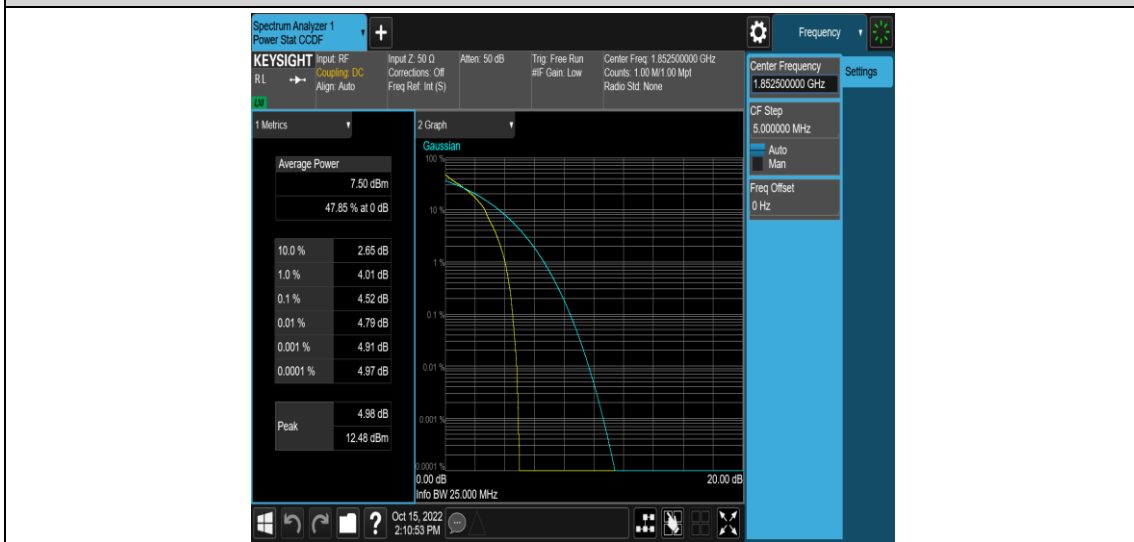 Spectrum Analyzer 1
Power Stat CCDF
+
Frequency
KEYSIGHT
RL
Input: RF
Coupling: DC
Align: Auto
Input Z: 50 Ω
Corrections: Off
Freq Ref: Int (S)
Atten: 50 dB
Trig: Free Run
#IF Gain: Low
Center Freq: 1.852500000 GHz
Counts: 1.00 M/1.00 Mpt
Radio Std: None
Center Frequency
1.852500000 GHz
Settings
CF Step
5.000000 MHz
Auto
Man
Freq Offset
0 Hz
1 Metrics
Average Power
7.50 dBm
47.85 % at 0 dB
10.0 % 2.65 dB
1.0 % 4.01 dB
0.1 % 4.52 dB
0.01 % 4.79 dB
0.001 % 4.91 dB
0.0001 % 4.97 dB
Peak
4.98 dB
12.48 dBm
2 Graph
Gaussian
100 %
10 %
1 %
0.1 %
0.01 %
0.001 %
0.0001 %
0.00 dB 20.00 dB
Info BW 25.000 MHz
?
Oct 15, 2022
2:10:53 PM